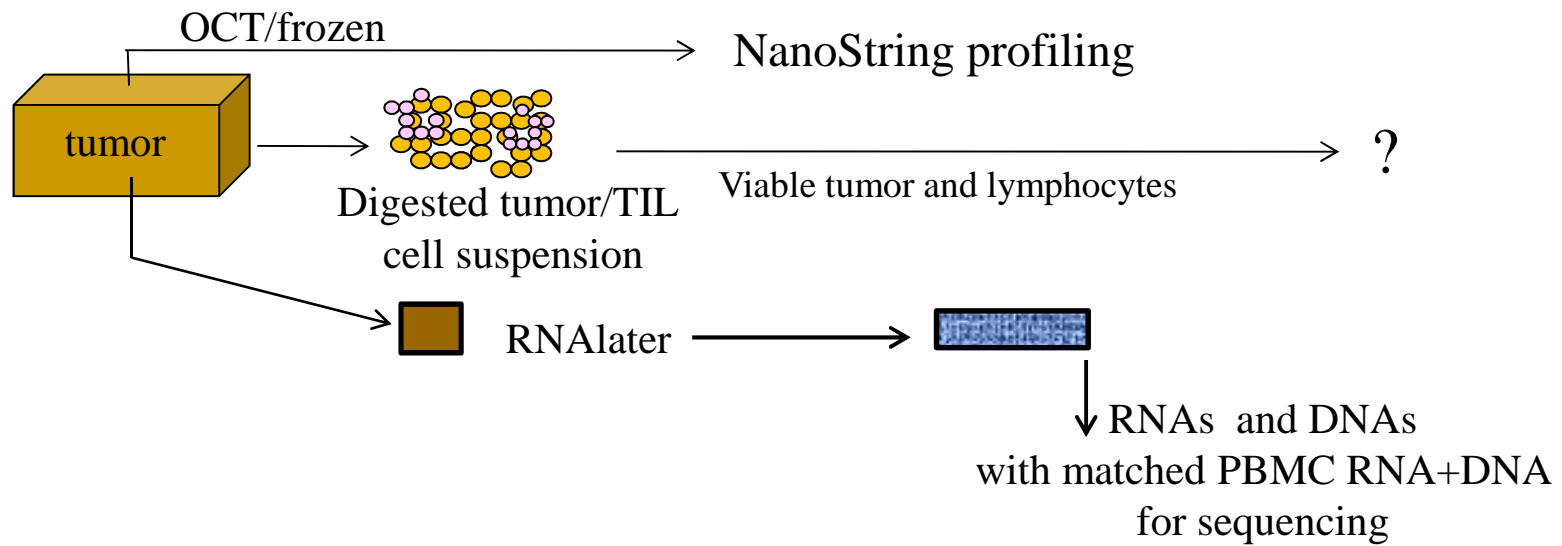 OCT/frozen
NanoString profiling
tumor
?
Viable tumor and lymphocytes
Digested tumor/TIL
cell suspension
RNAlater
RNAs and DNAs
with matched PBMC RNA+DNA
for sequencing